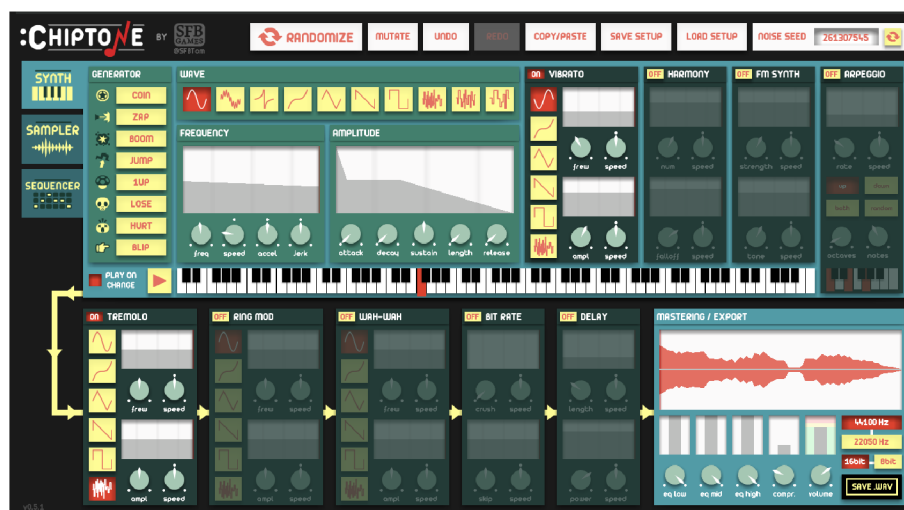 :CHIPTONE
BY
SFB
GAMES
@SFBTom
RANDOMIZE
MUTATE
UNDO
REDO
COPY/PASTE
SAVE SETUP
LOAD SETUP
NOISE SEED
261307545
SYNTH
SAMPLER
SEQUENCER
GENERATOR
COIN
ZAP
BOOM
JUMP
1UP
LOSE
HURT
BLIP
PLAY ON
CHANGE
WAVE
FREQUENCY
freq speed accel jerk
AMPLITUDE
attack decay sustain length release
ON VIBRATO
frew speed
ampl speed
OFF HARMONY
num speed
falloff speed
OFF FM SYNTH
strength speed
tone speed
OFF ARPEGGIO
rate speed
up down
octaves notes
ON TREMOLO
frew speed
ampl speed
OFF RING MOD
frew speed
ampl speed
OFF WAH-WAH
frew speed
ampl speed
OFF BIT RATE
crush speed
skip speed
OFF DELAY
length speed
power speed
MASTERING / EXPORT
44100 Hz
22050 Hz
16bit 8bit
eq low eq mid eq high compr. volume
SAVE .WAV